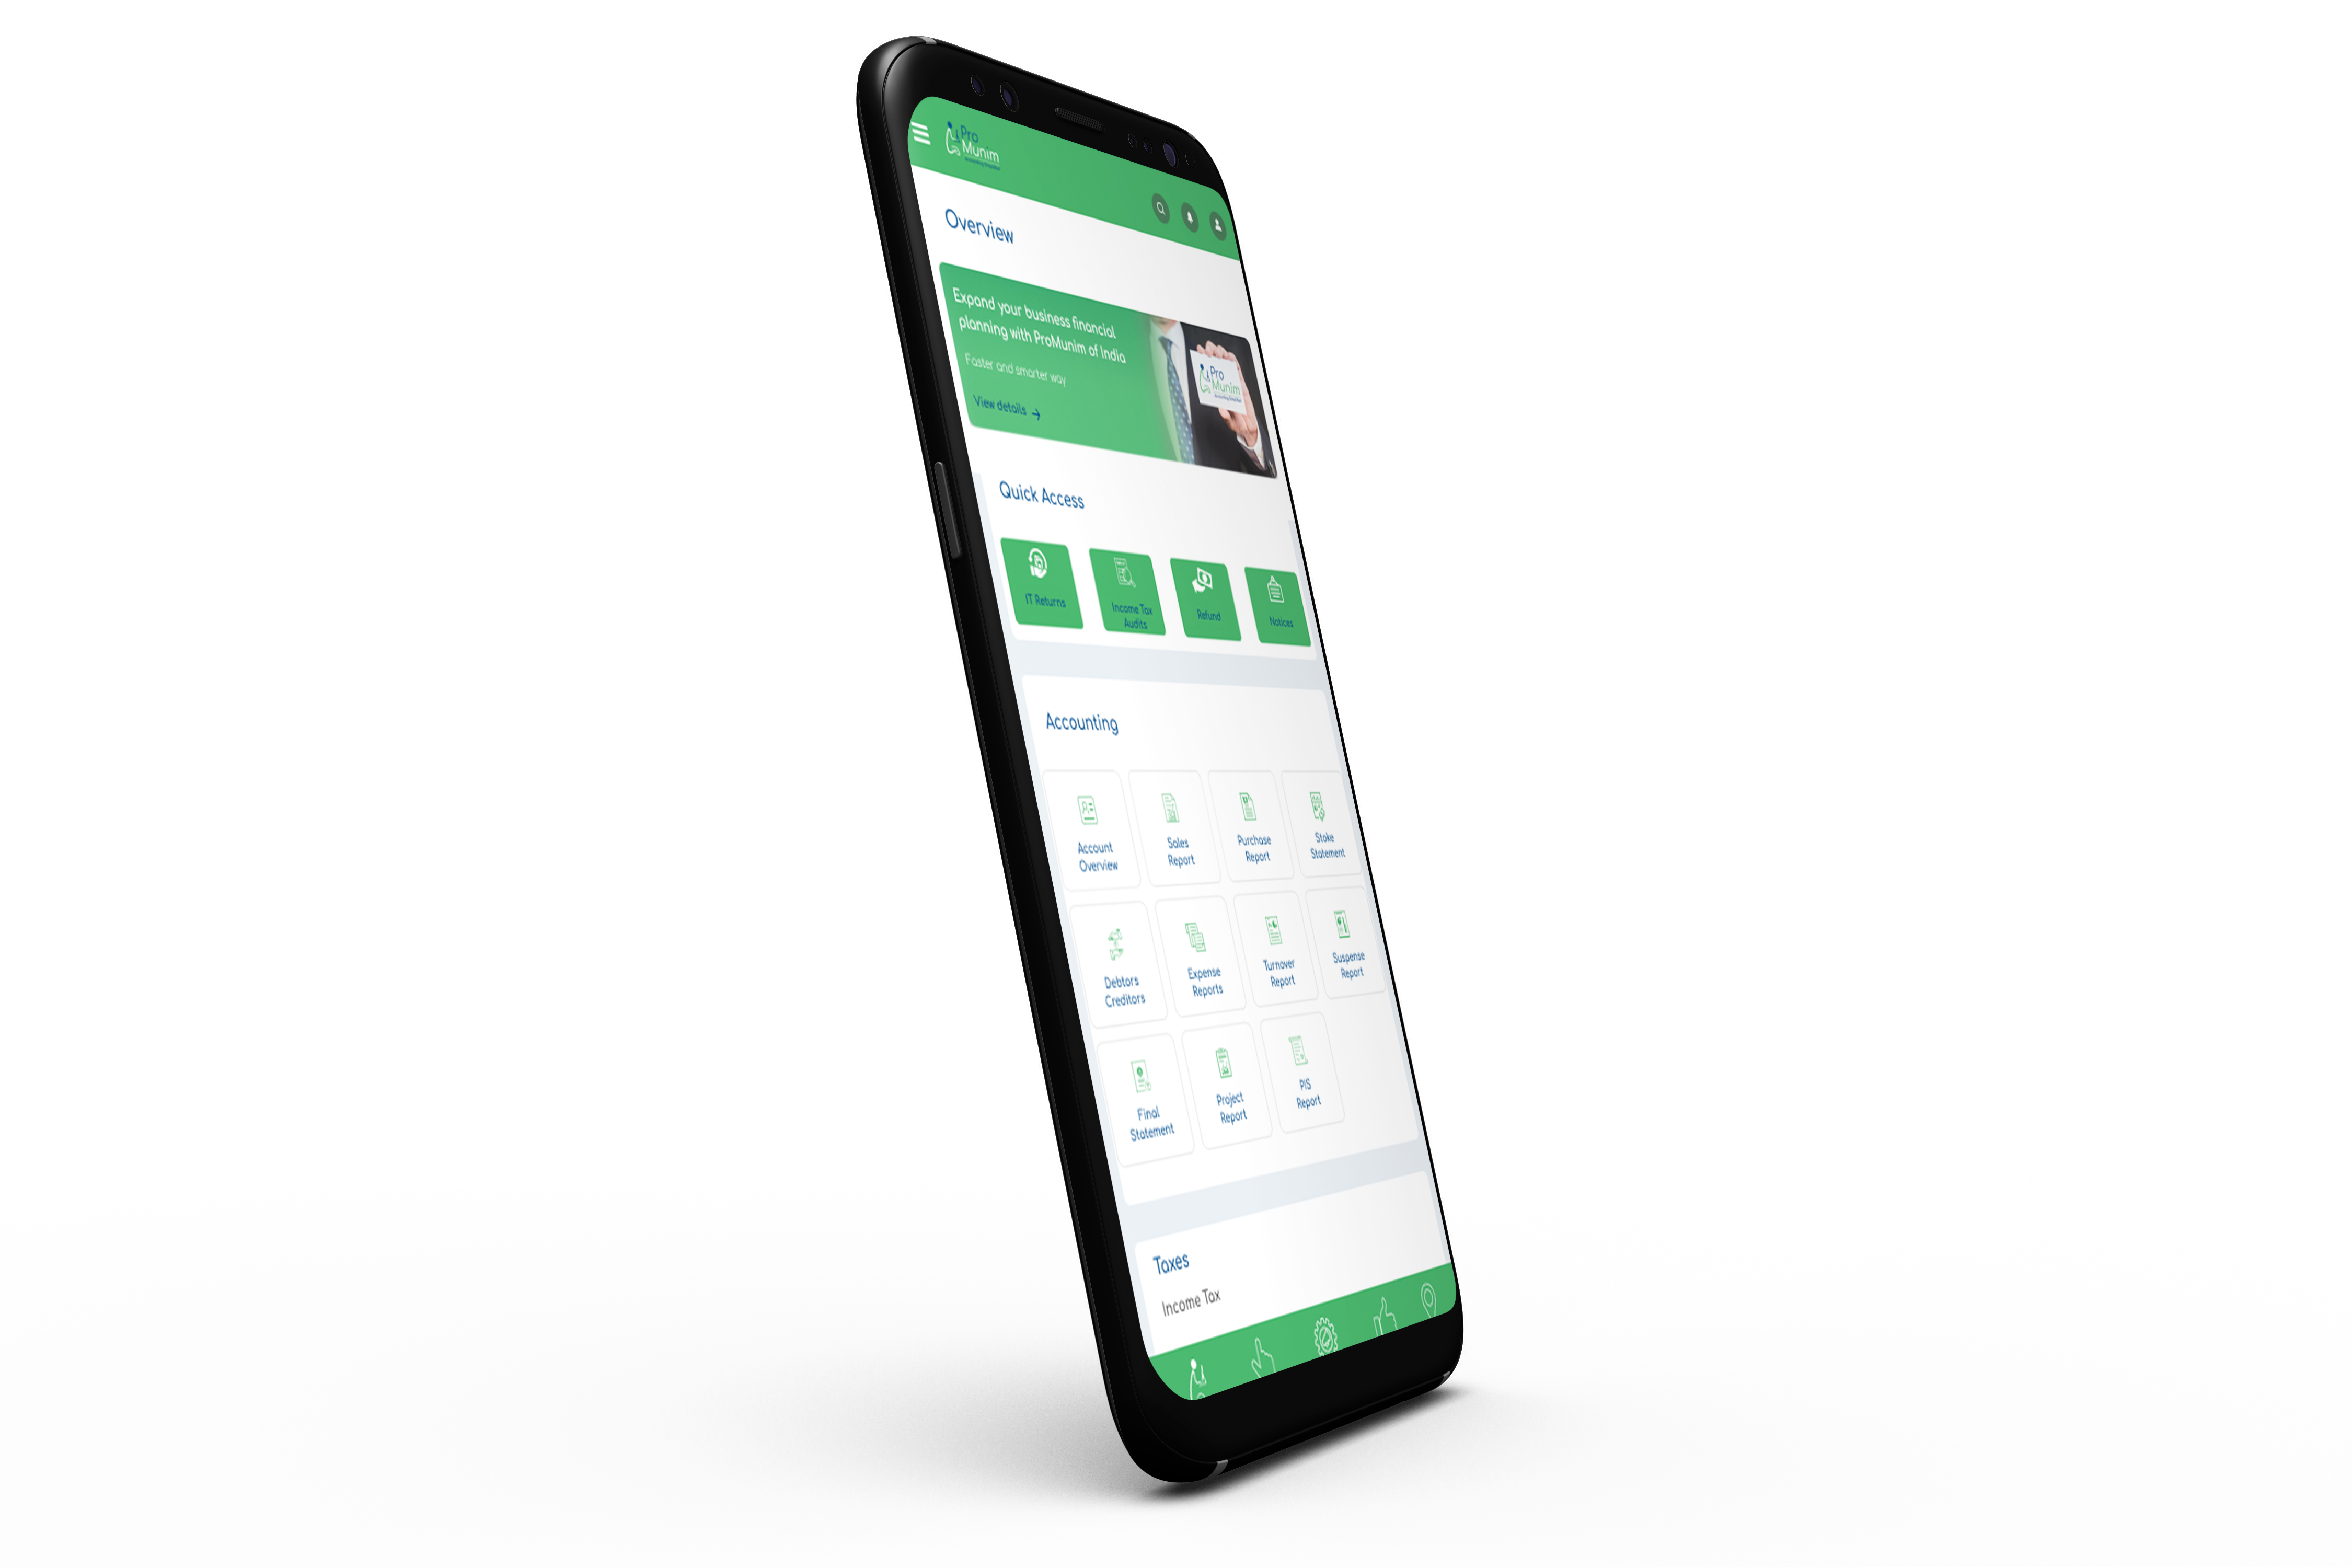 Pro
Munim
Overview
Expand your business financial
planning with ProMunim of India
Faster and smarter way
View details →
Pro
Munim
Quick Access
IT Returns
Income Tax
Audits
Refund
Notices
Accounting
Account
Overview
Sales
Report
Purchase
Report
Stake
Statement
Debtors
Creditors
Expense
Reports
Turnover
Report
Suspense
Report
Final
Statement
Project
Report
PIS
Report
Taxes
Income Tax